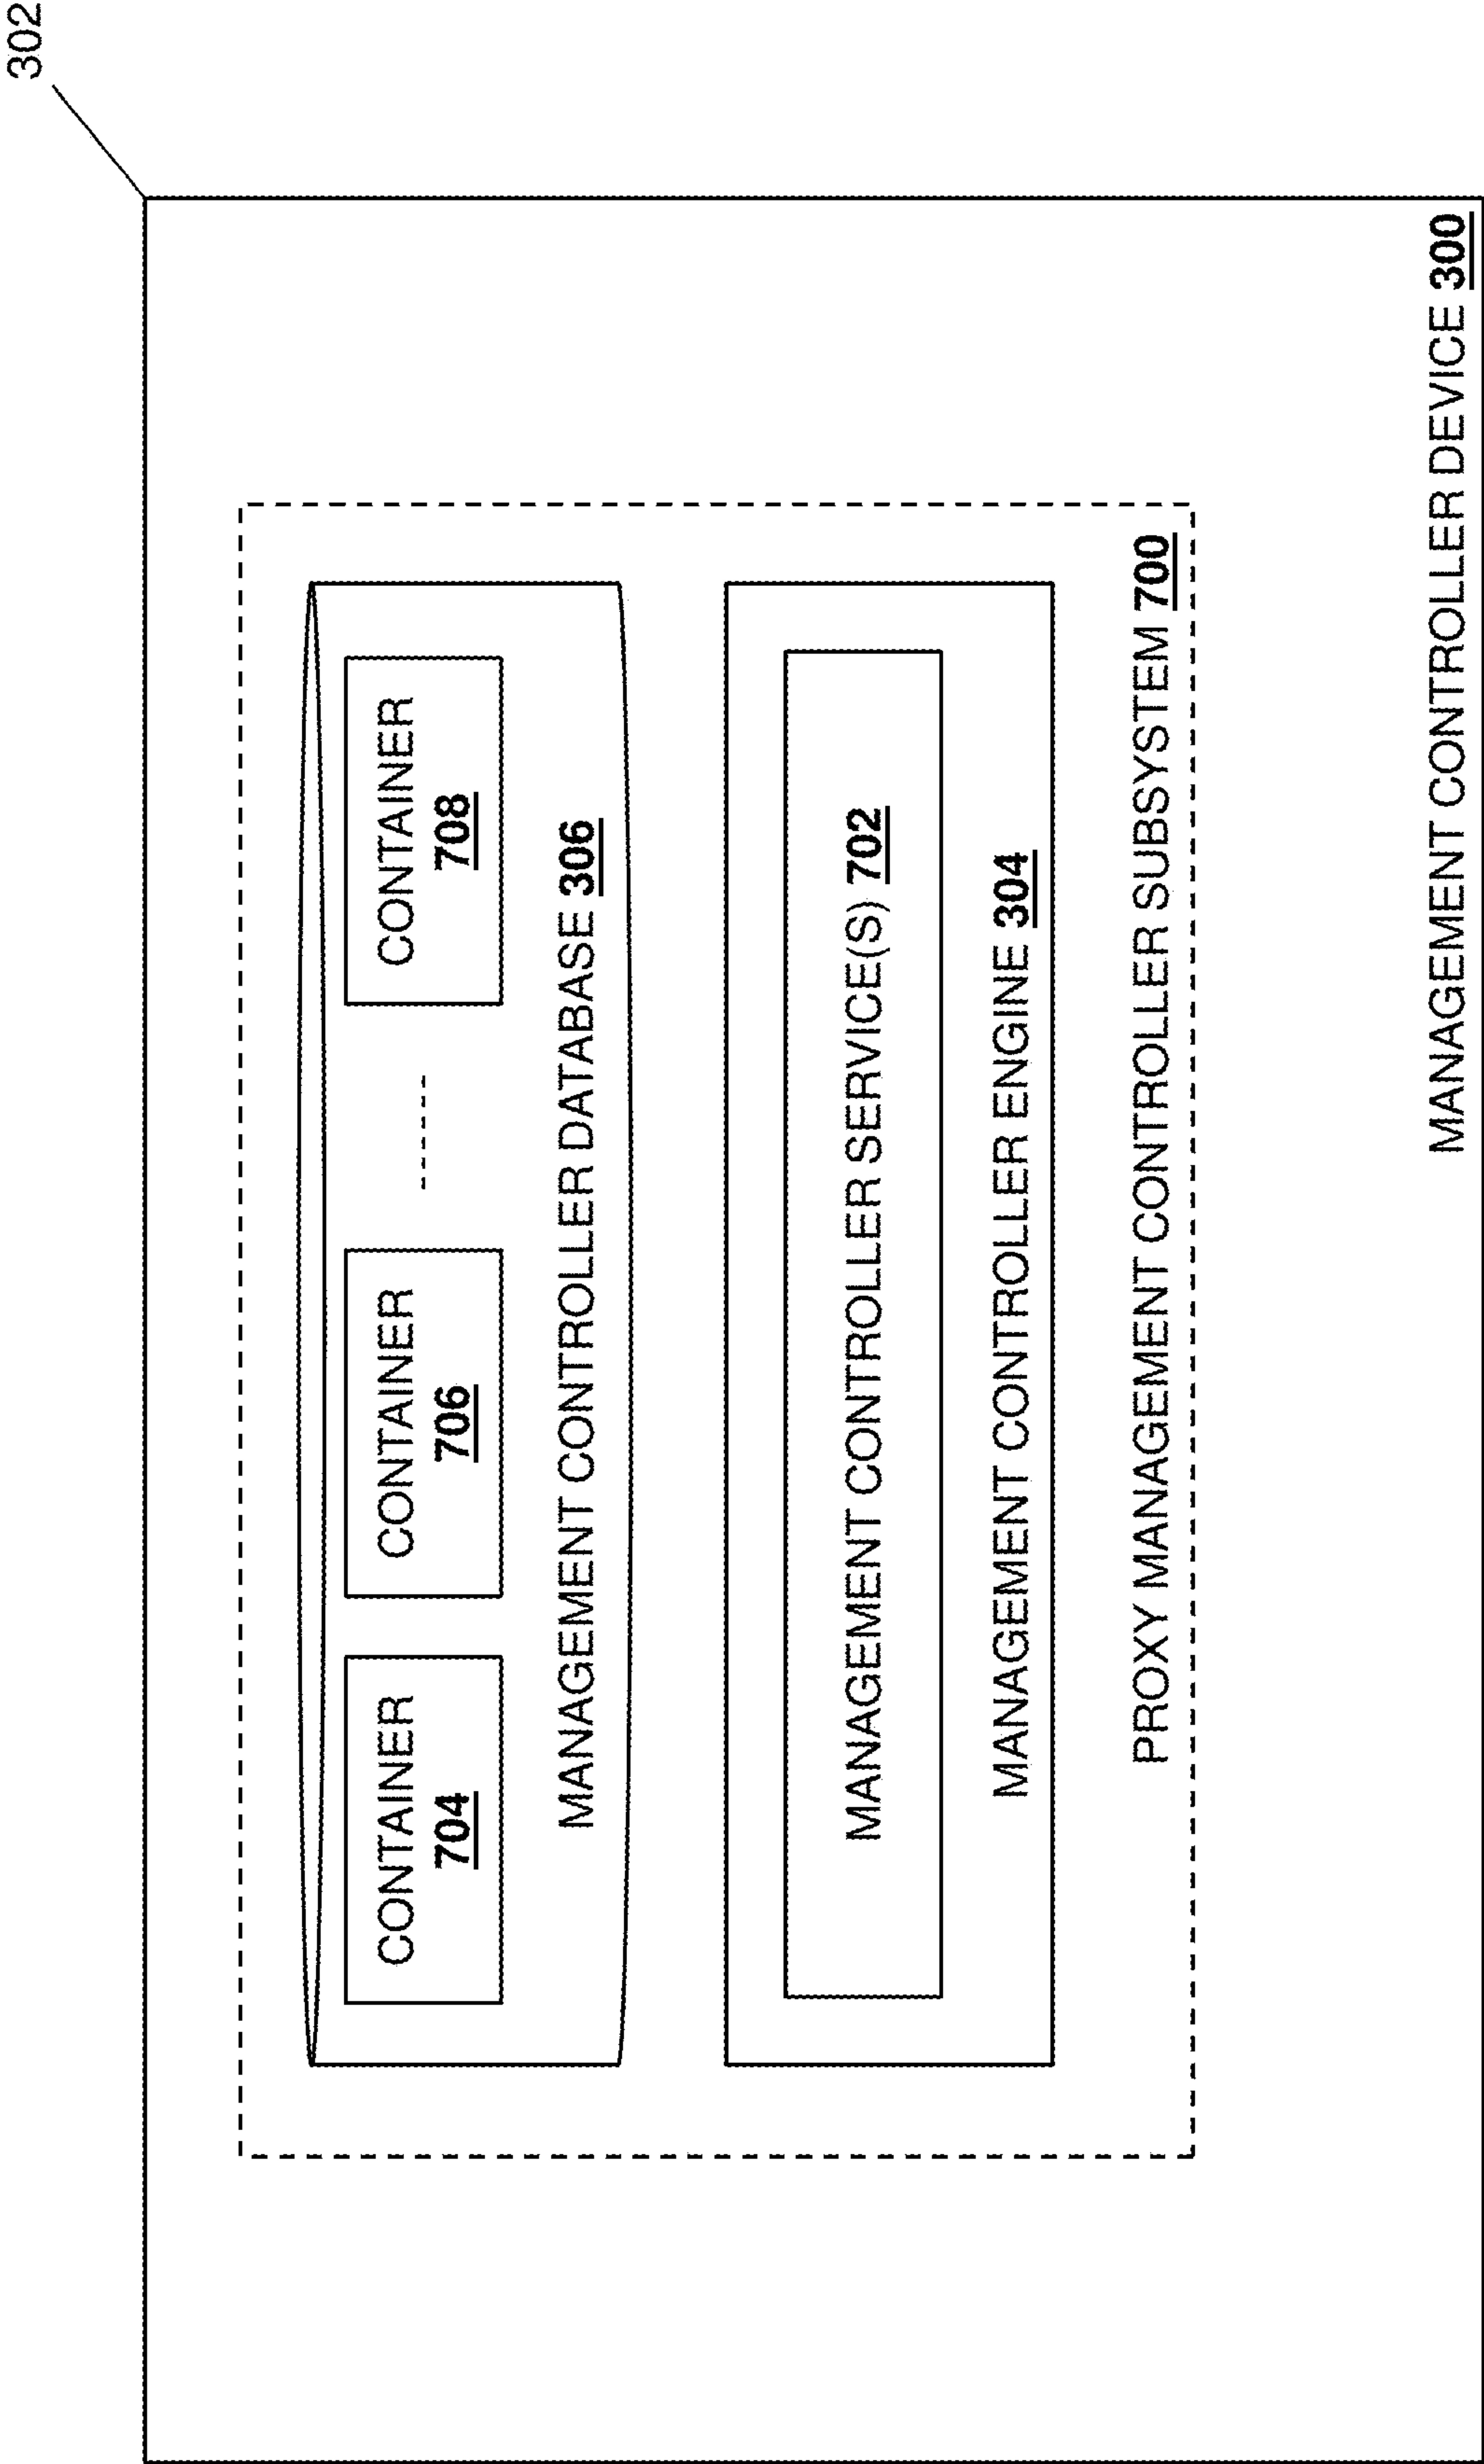 302
CONTAINER
704
CONTAINER
706
-----
CONTAINER
708
MANAGEMENT CONTROLLER DATABASE 306
MANAGEMENT CONTROLLER SERVICE(S) 702
MANAGEMENT CONTROLLER ENGINE 304
PROXY MANAGEMENT CONTROLLER SUBSYSTEM 700
MANAGEMENT CONTROLLER DEVICE 300